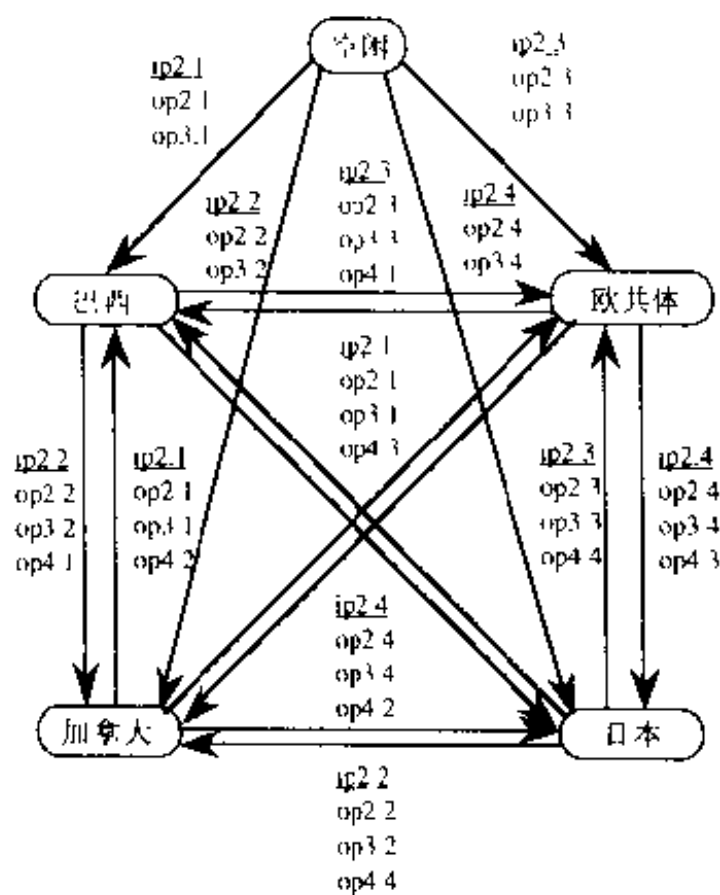 空闲
ip2.1
op2.1
op3.1
ip2.3
op2.3
op3.3
ip2.2
op2.2
op3.2
ip2.3
op2.3
op3.3
op4.1
ip2.4
op2.4
op3.4
巴西
欧共体
ip2.1
op2.1
op3.1
op4.3
ip2.2
op2.2
op3.2
op4.1
ip2.1
op2.1
op3.1
op4.2
ip2.3
op2.3
op3.3
op4.4
ip2.4
op2.4
op3.4
op4.3
ip2.4
op2.4
op3.4
op4.2
加拿大
日本
ip2.2
op2.2
op3.2
op4.4